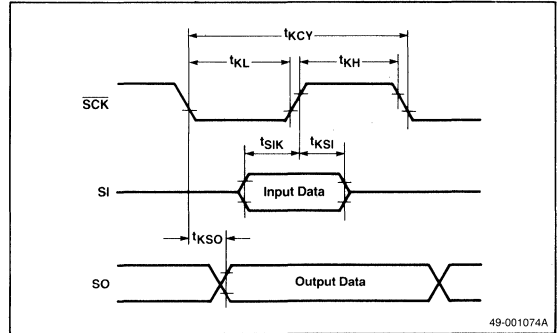 tKCY
tKL
tKH
SCK
tSIK
tKSI
SI
Input Data
tKSO
SO
Output Data
49-001074A